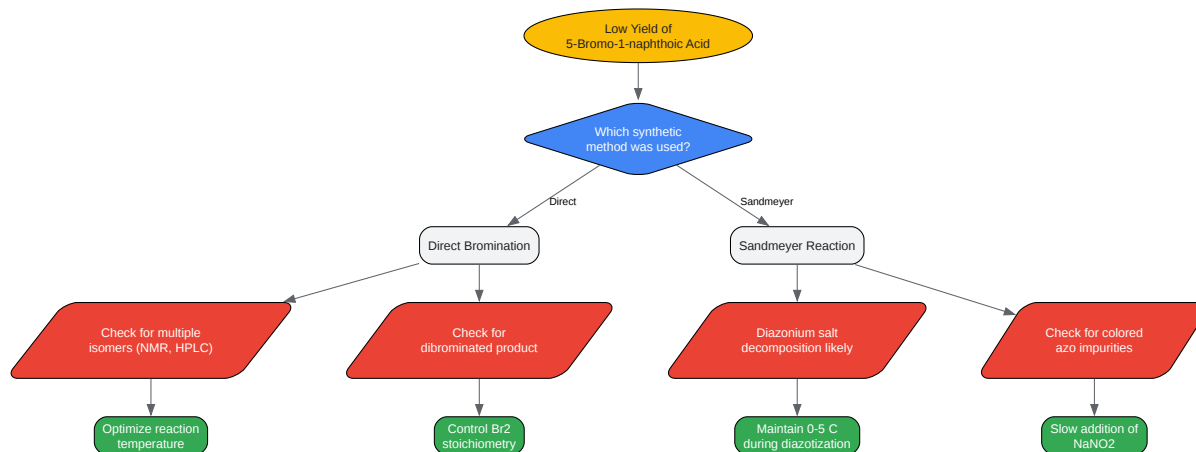 Low Yield of
5-Bromo-1-naphthoic Acid
Which synthetic
method was used?
Direct
Sandmeyer
Direct Bromination
Sandmeyer Reaction
Check for multiple
isomers (NMR, HPLC)
Check for
dibrominated product
Diazonium salt
decomposition likely
Check for colored
azo impurities
Optimize reaction
temperature
Control Br2
stoichiometry
Maintain 0-5 C
during diazotization
Slow addition of
NaNO2